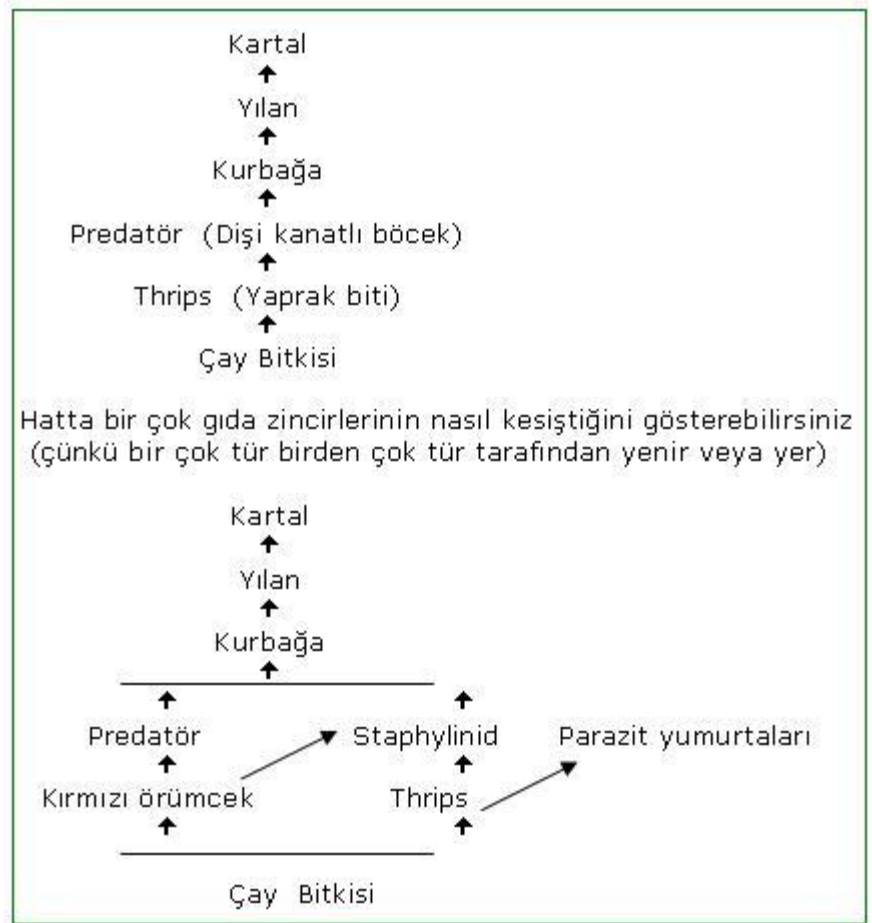 Kartal
Yılan
Kurbağa
Predatör (Dişi kanatlı böcek)
Thrips (Yaprak biti)
Çay Bitkisi
Hatta bir çok gıda zincirlerinin nasıl kesiştiğini gösterebilirsiniz
(çünkü bir çok tür birden çok tür tarafından yenir veya yer)
Kartal
Yılan
Kurbağa
Predatör Staphylinid Parazit yumurtaları
Kırmızı örümcek Thrips
Çay Bitkisi